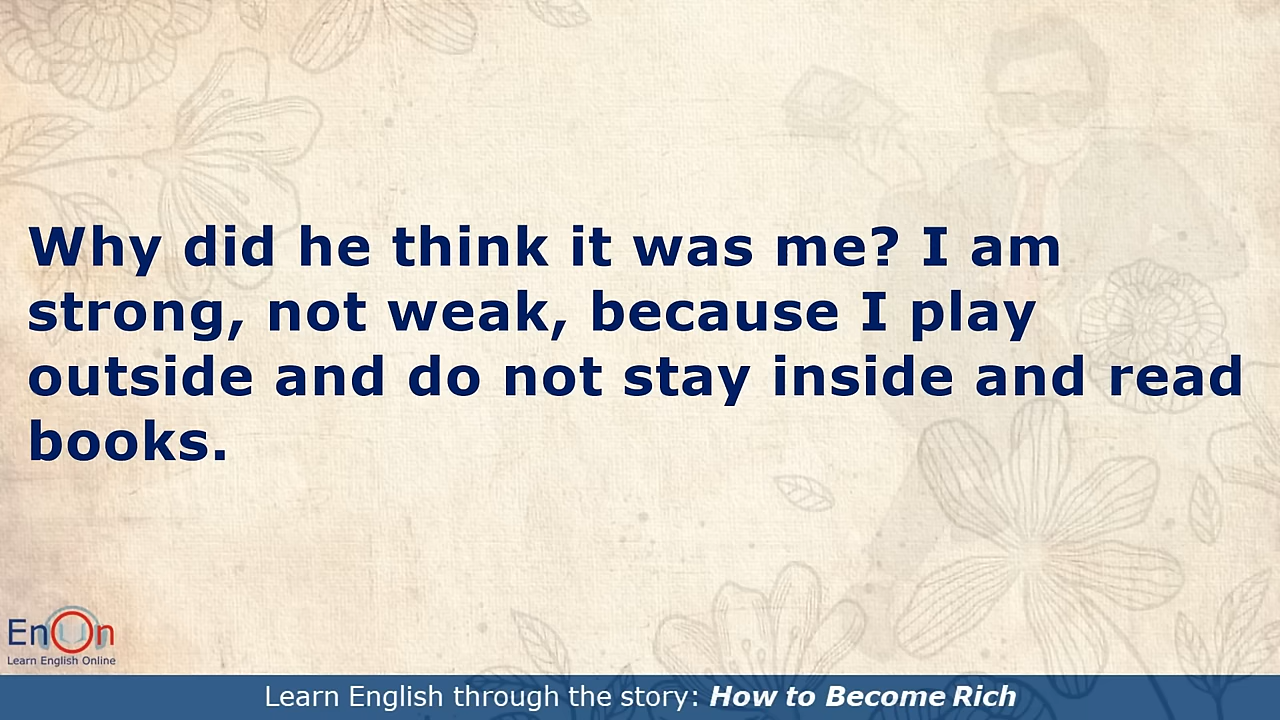 Why did he think it was me? I am
strong, not weak, because I play
outside and do not stay inside and read
books.
EnOn
Learn English Online
Learn English through the story: How to Become Rich